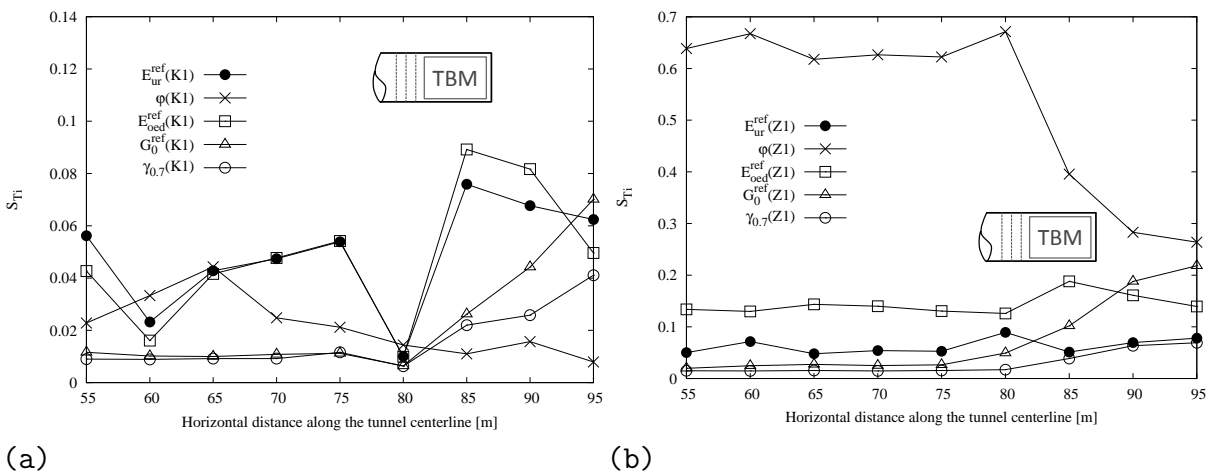 0.14
0.12
0.1
0.08
0.06
0.04
0.02
0
S_Ti
E_ur^ref(K1)
φ(K1)
E_oed^ref(K1)
G_0^ref(K1)
γ_0.7(K1)
TBM
55 60 65 70 75 80 85 90 95
Horizontal distance along the tunnel centerline [m]
(a)
0.7
0.6
0.5
0.4
0.3
0.2
0.1
0
S_Ti
E_ur^ref(Z1)
φ(Z1)
E_oed^ref(Z1)
G_0^ref(Z1)
γ_0.7(Z1)
TBM
55 60 65 70 75 80 85 90 95
Horizontal distance along the tunnel centerline [m]
(b)